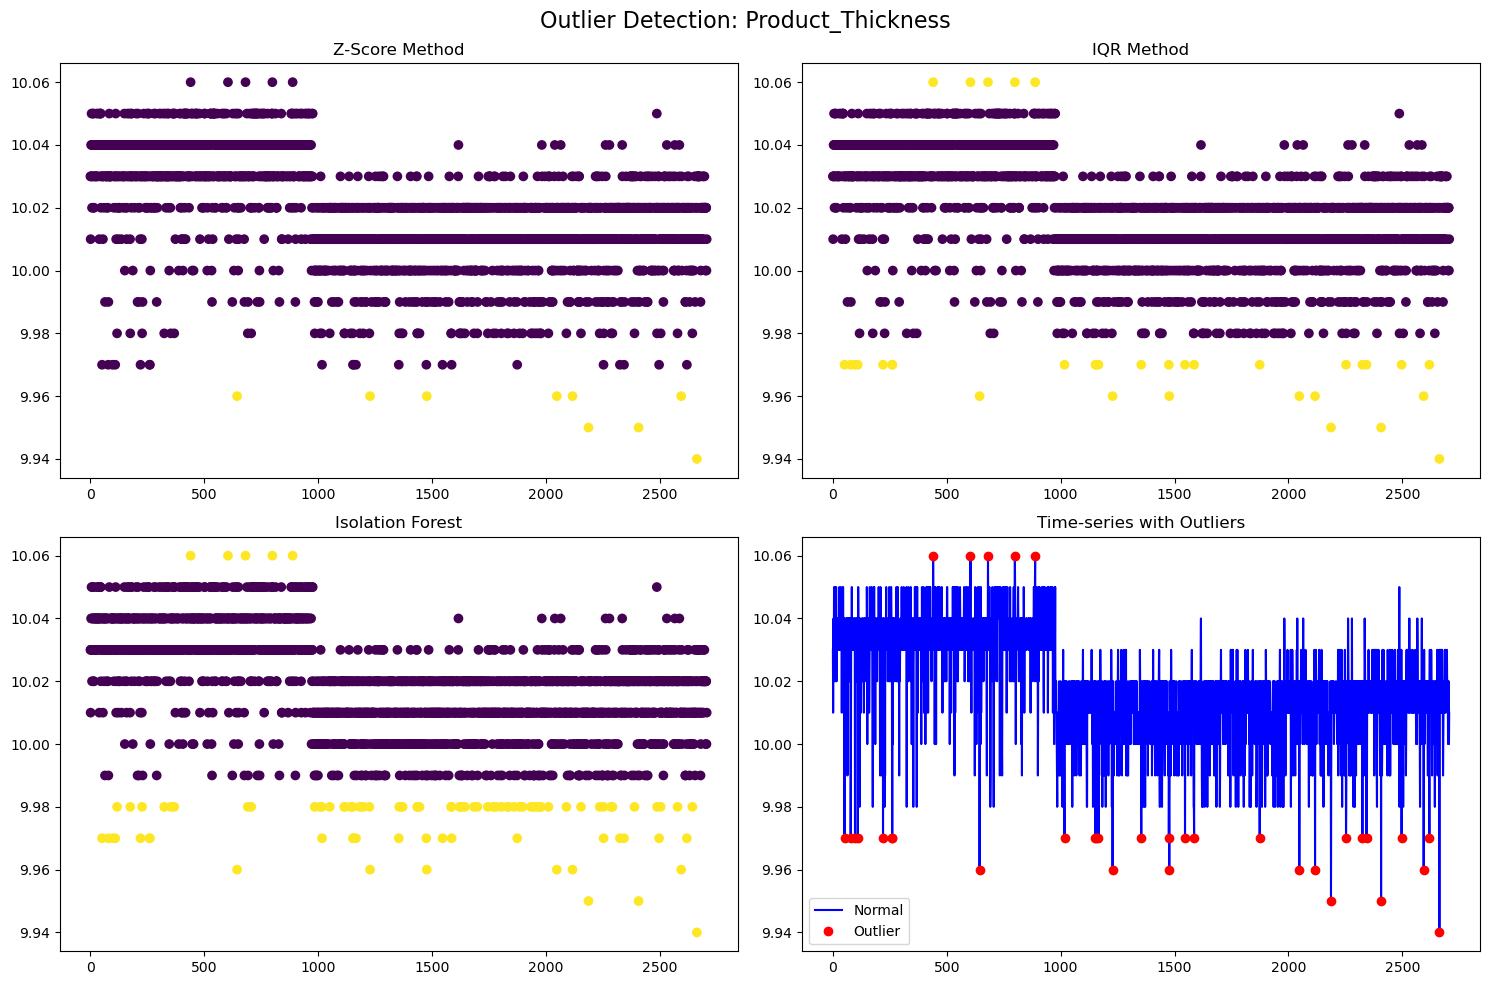 Outlier Detection: Product_Thickness
Z-Score Method
10.06
10.04
10.02
10.00
9.98
9.96
9.94
0 500 1000 1500 2000 2500
IQR Method
10.06
10.04
10.02
10.00
9.98
9.96
9.94
0 500 1000 1500 2000 2500
Isolation Forest
10.06
10.04
10.02
10.00
9.98
9.96
9.94
0 500 1000 1500 2000 2500
Time-series with Outliers
10.06
10.04
10.02
10.00
9.98
9.96
9.94
Normal
Outlier
0 500 1000 1500 2000 2500